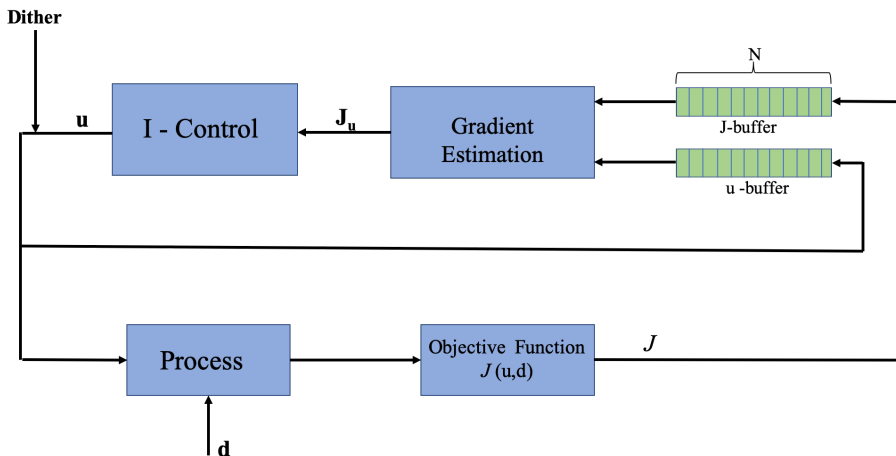 Dither
N
u
I - Control
J_u
Gradient
Estimation
J-buffer
u -buffer
Process
Objective Function
J (u,d)
J
d